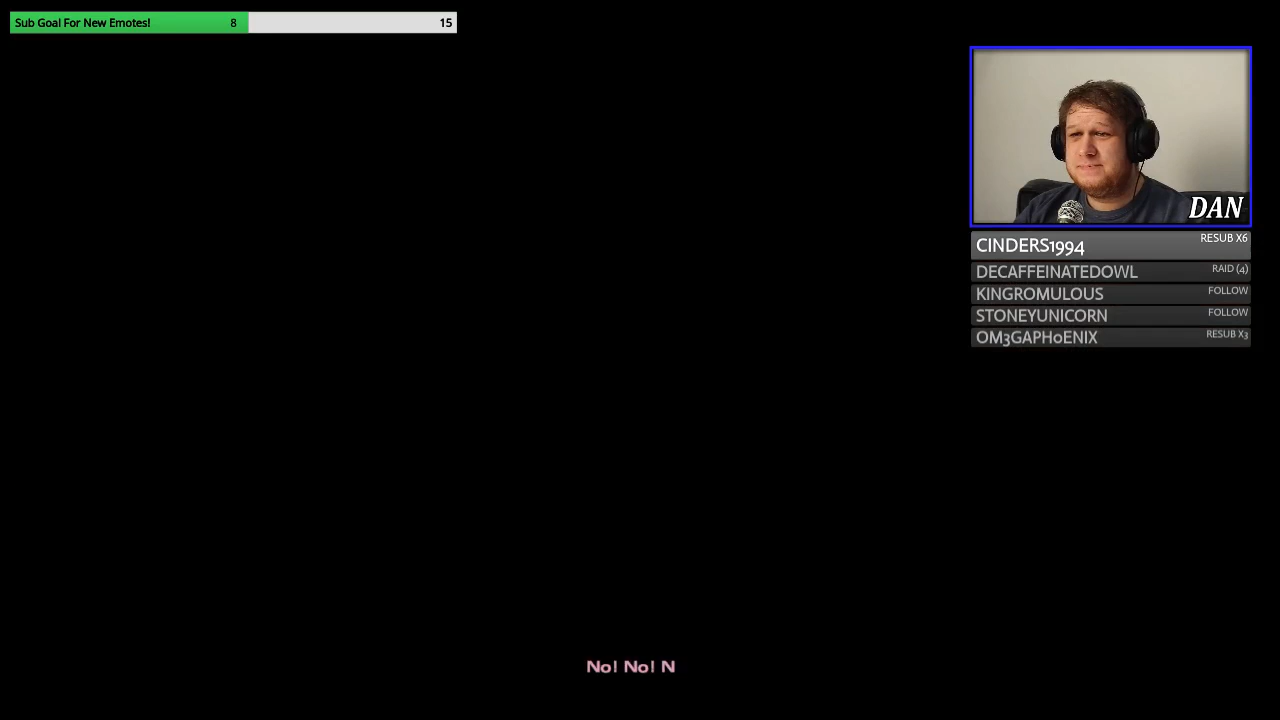 Sub Goal For New Emotes! 8 15
DAN
CINDERS1994 RESUB X6
DECAFFEINATEDOWL RAID (4)
KINGROMULOUS FOLLOW
STONEYUNICORN FOLLOW
OM3GAPH0ENIX RESUB X3
No! No! N